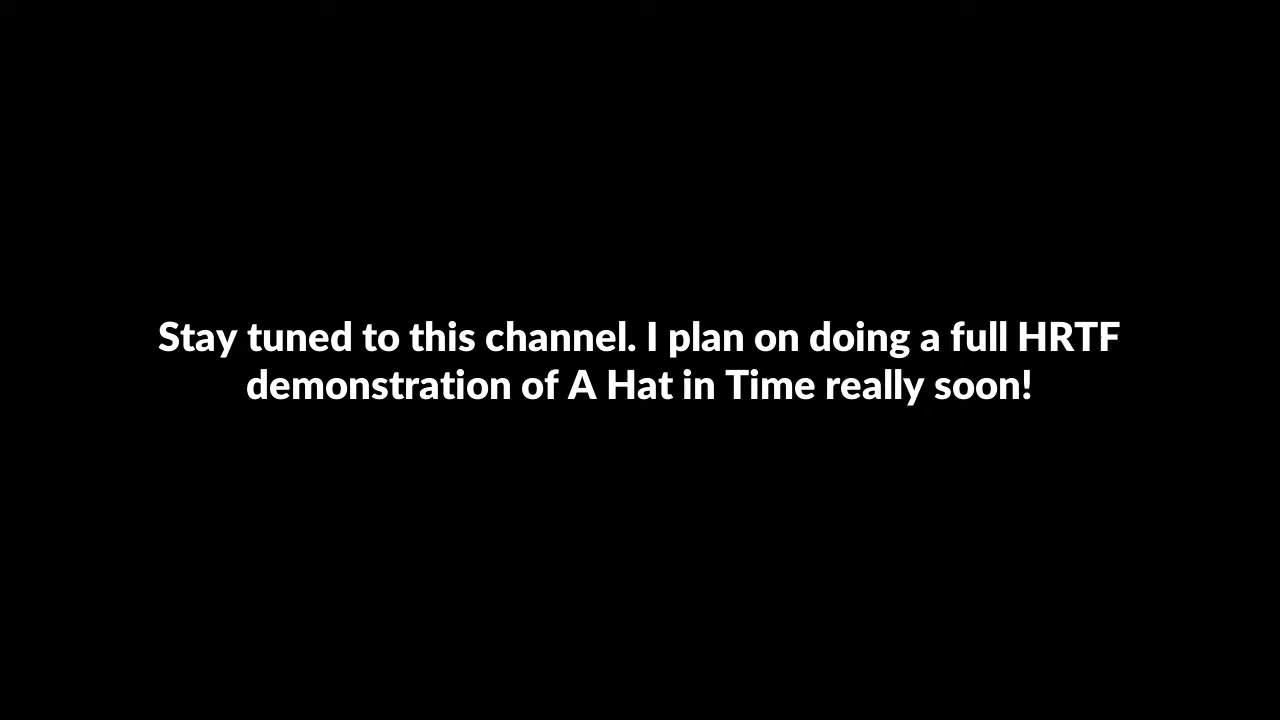 Stay tuned to this channel. I plan on doing a full HRTF
demonstration of A Hat in Time really soon!